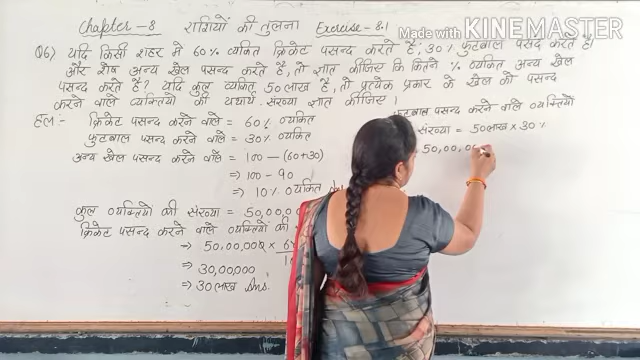 Chapter - 8 राशियों की तुलना Exercise - 8.1
Made with KINEMASTER
Q6) यदि किसी शहर में 60% व्यक्ति क्रिकेट पसन्द करते हैं; 30% फुटबाल पसंद करते हैं।
और शेष अन्य खेल पसन्द करते हैं, तो ज्ञात कीजिए कि कितने % व्यक्ति अन्य खेल
पसन्द करते हैं? यदि कुल व्यक्ति 50 लाख है, तो प्रत्येक प्रकार के खेल को पसन्द
करने वाले व्यक्तियों की यथार्थ संख्या ज्ञात कीजिए।
हल :- क्रिकेट पसन्द करने वाले = 60% व्यक्ति
फुटबाल पसन्द करने वाले = 30% व्यक्ति
अन्य खेल पसन्द करने वाले = 100 - (60+30)
⇒ 100 - 90
⇒ 10% व्यक्ति
कुल व्यक्तियों की संख्या = 50,00,0
क्रिकेट पसन्द करने वाले व्यक्तियों की
→ 50,00,000 × 6
⇒ 30,00,000
⇒ 30 लाख Ans.
फुटबाल पसन्द करने वाले व्यक्तियों
संख्या = 50 लाख × 30%
50,00,0